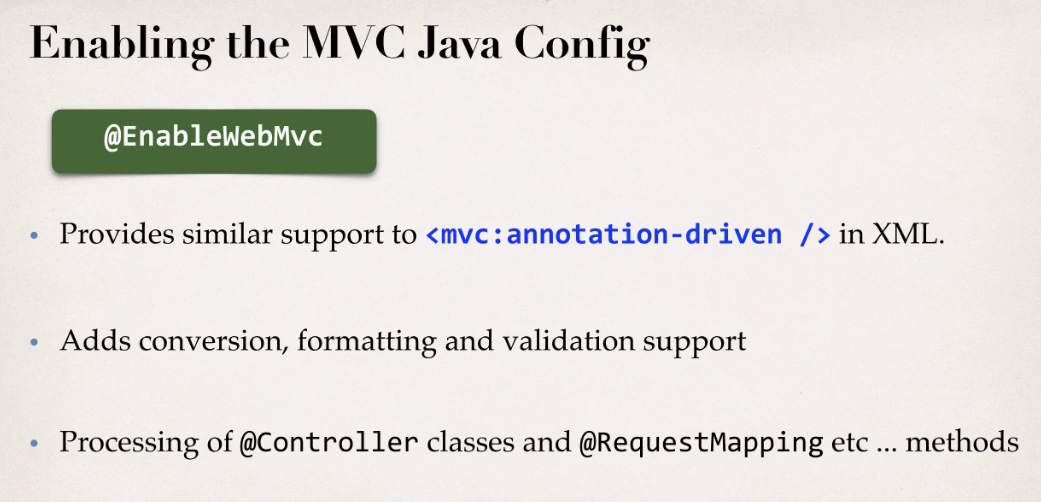 Enabling the MVC Java Config
@EnableWebMvc
• Provides similar support to <mvc:annotation-driven /> in XML.
• Adds conversion, formatting and validation support
• Processing of @Controller classes and @RequestMapping etc ... methods